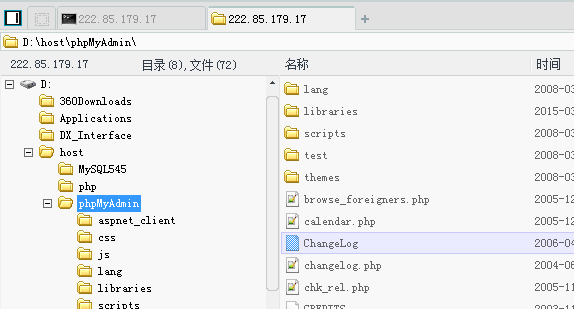 222.85.179.17
222.85.179.17
D:\host\phpMyAdmin\
222.85.179.17
目录(8),文件(72)
名称
时间
D:
360Downloads
Applications
DX_Interface
host
MySQL545
php
phpMyAdmin
aspnet_client
css
js
lang
libraries
scripts
lang 2008-03
libraries 2015-03
scripts 2008-03
test 2008-03
themes 2008-03
browse_foreigners.php 2005-12
calendar.php 2005-12
ChangeLog 2006-04
changelog.php 2004-06
chk_rel.php 2005-11
CREDITS